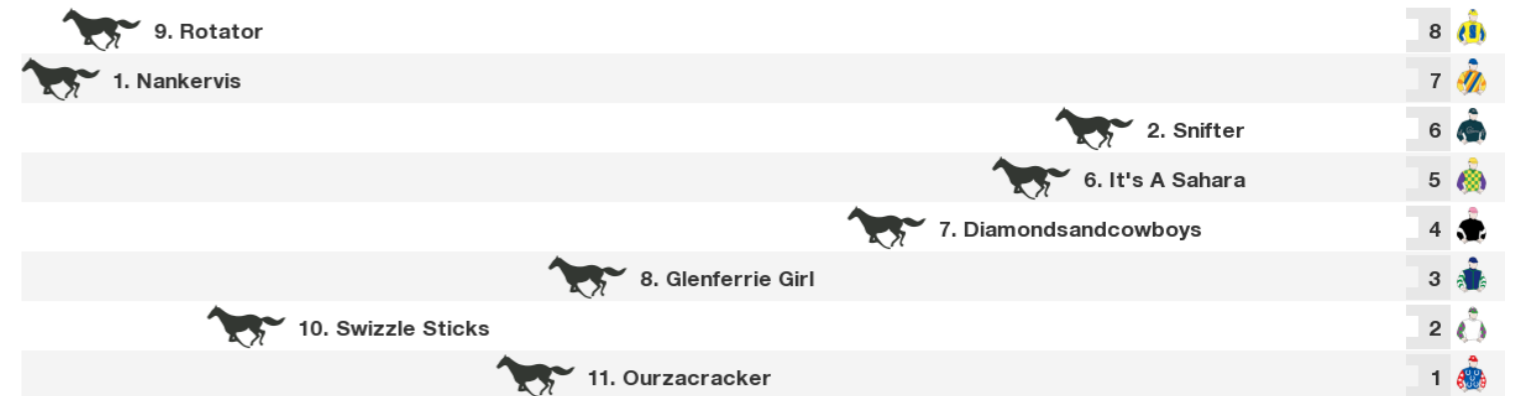 9. Rotator 8
1. Nankervis 7
2. Snifter 6
6. It's A Sahara 5
7. Diamondsandcowboys 4
8. Glenferrie Girl 3
10. Swizzle Sticks 2
11. Ourzacracker 1